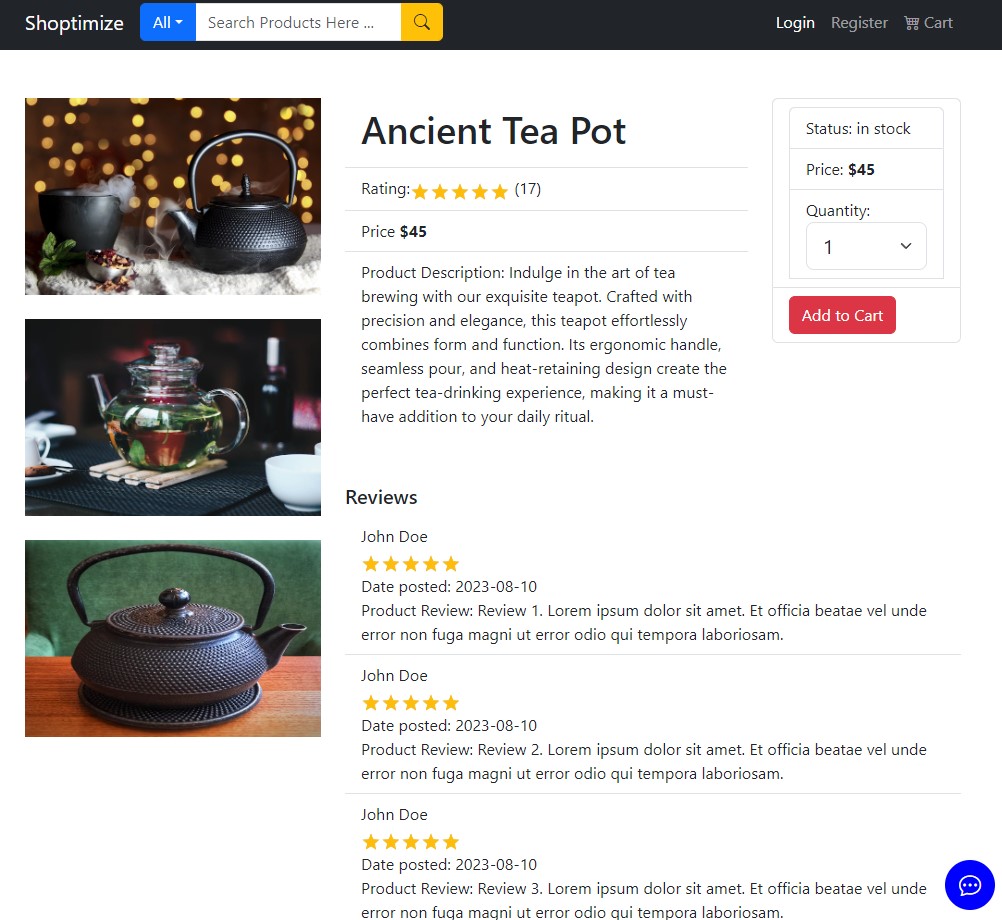 Shoptimize All Search Products Here ... Login Register Cart
Ancient Tea Pot
Rating: (17)
Price $45
Product Description: Indulge in the art of tea
brewing with our exquisite teapot. Crafted with
precision and elegance, this teapot effortlessly
combines form and function. Its ergonomic handle,
seamless pour, and heat-retaining design create the
perfect tea-drinking experience, making it a must-
have addition to your daily ritual.
Status: in stock
Price: $45
Quantity:
1
Add to Cart
Reviews
John Doe
Date posted: 2023-08-10
Product Review: Review 1. Lorem ipsum dolor sit amet. Et officia beatae vel unde
error non fuga magni ut error odio qui tempora laboriosam.
John Doe
Date posted: 2023-08-10
Product Review: Review 2. Lorem ipsum dolor sit amet. Et officia beatae vel unde
error non fuga magni ut error odio qui tempora laboriosam.
John Doe
Date posted: 2023-08-10
Product Review: Review 3. Lorem ipsum dolor sit amet. Et officia beatae vel unde
error non fuga magni ut error odio qui tempora laboriosam.